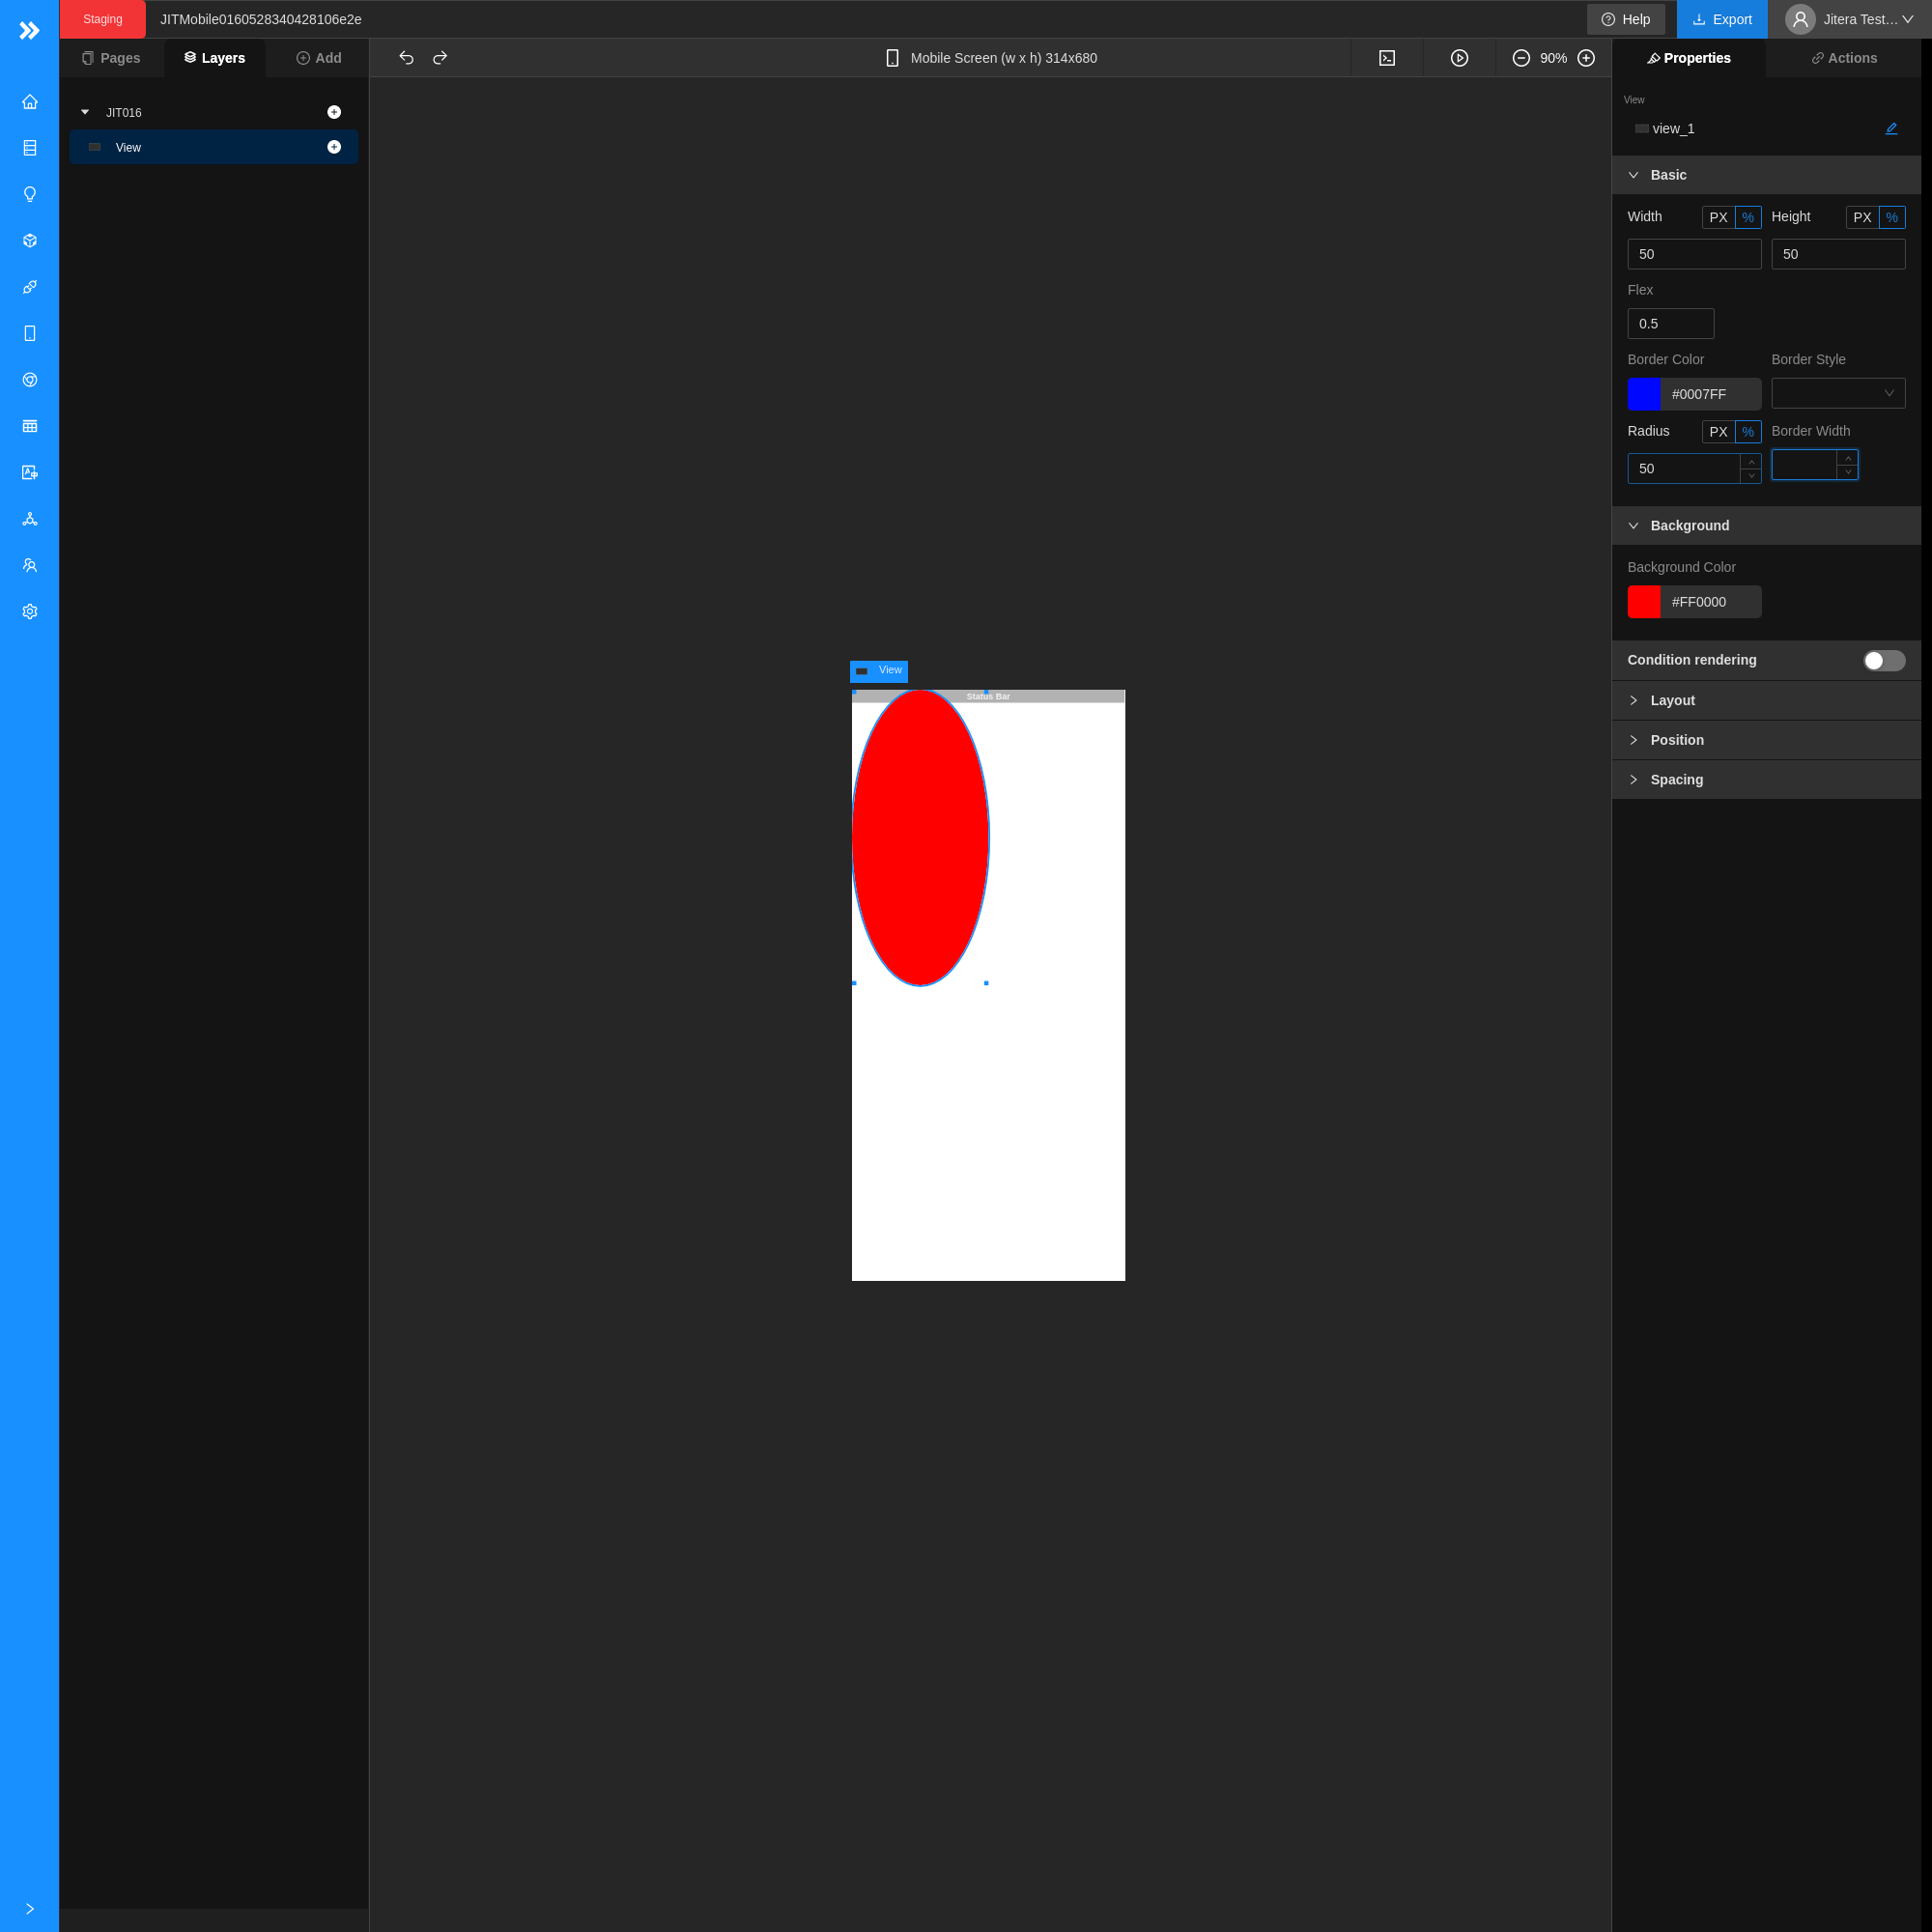 Staging
JITMobile0160528340428106e2e
Help
Export
Jitera Test...
Pages
Layers
Add
Mobile Screen (w x h) 314x680
90%
Properties
Actions
JIT016
View
View
view_1
Basic
Width PX % Height PX %
50 50
Flex
0.5
Border Color Border Style
#0007FF
Radius PX % Border Width
50
Background
Background Color
#FF0000
Condition rendering
Layout
Position
Spacing
View
Status Bar